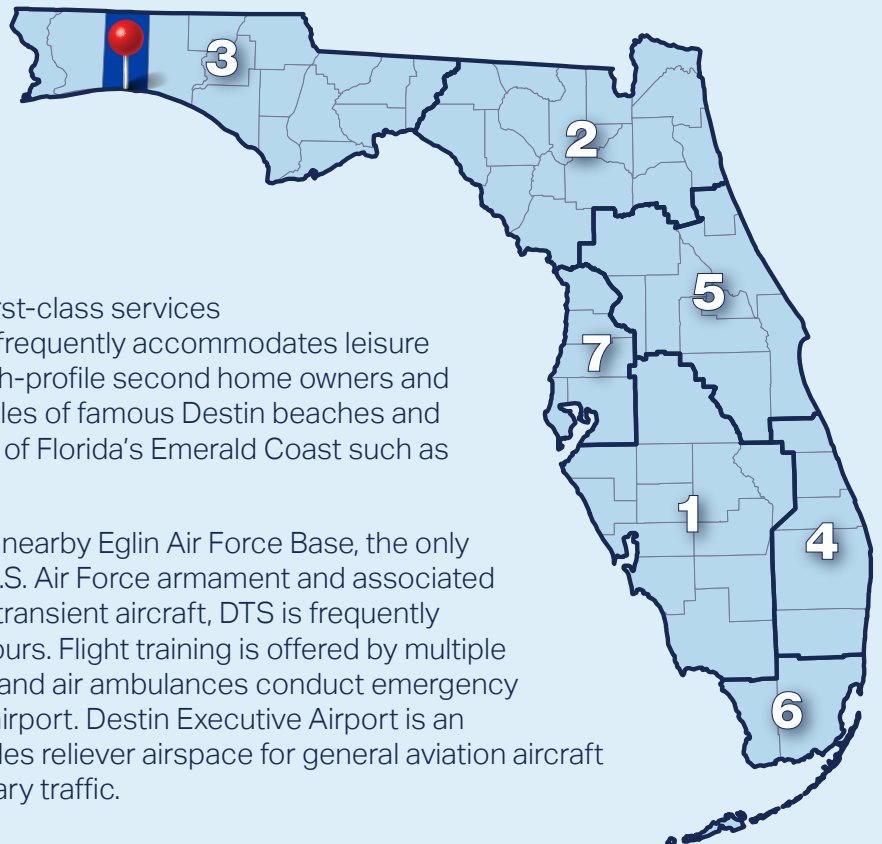 3
2
5
7
1
4
6
rst-class services
frequently accommodates leisure
h-profile second home owners and
les of famous Destin beaches and
of Florida's Emerald Coast such as
nearby Eglin Air Force Base, the only
.S. Air Force armament and associated
transient aircraft, DTS is frequently
ours. Flight training is offered by multiple
and air ambulances conduct emergency
airport. Destin Executive Airport is an
les reliever airspace for general aviation aircraft
ary traffic.